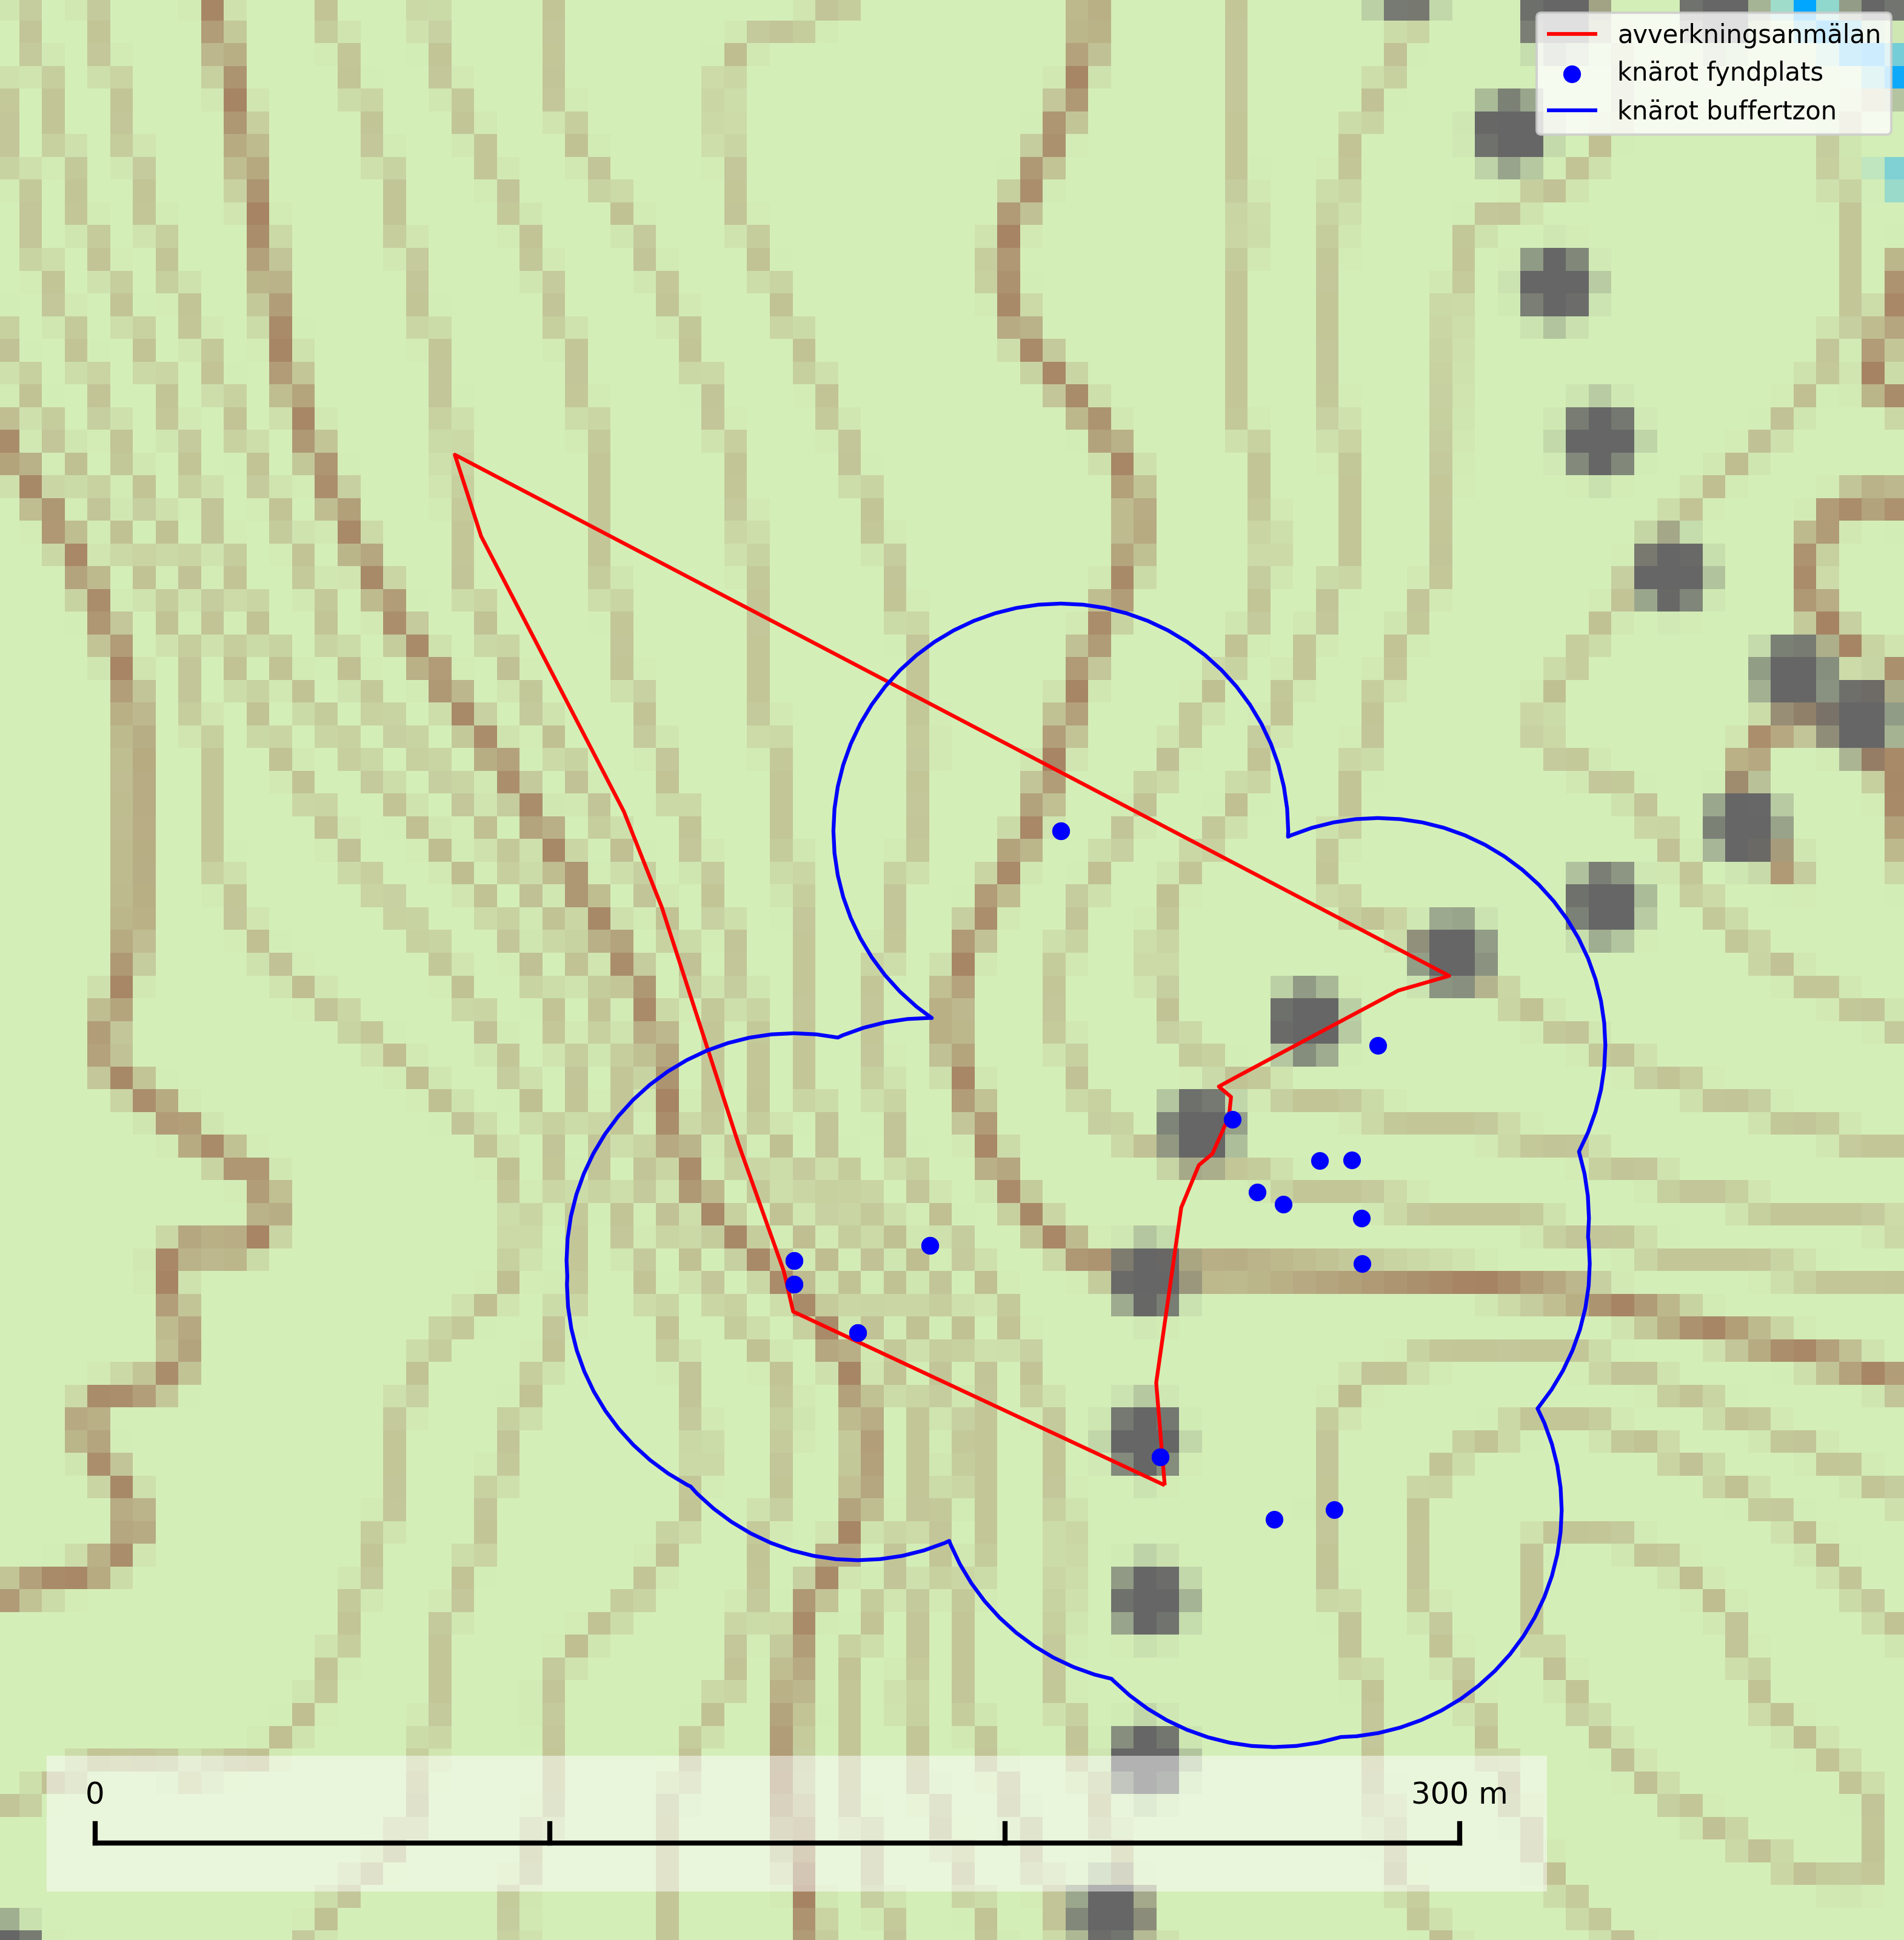 avverkningsanmälan
knärot fyndplats
knärot buffertzon
0 300 m